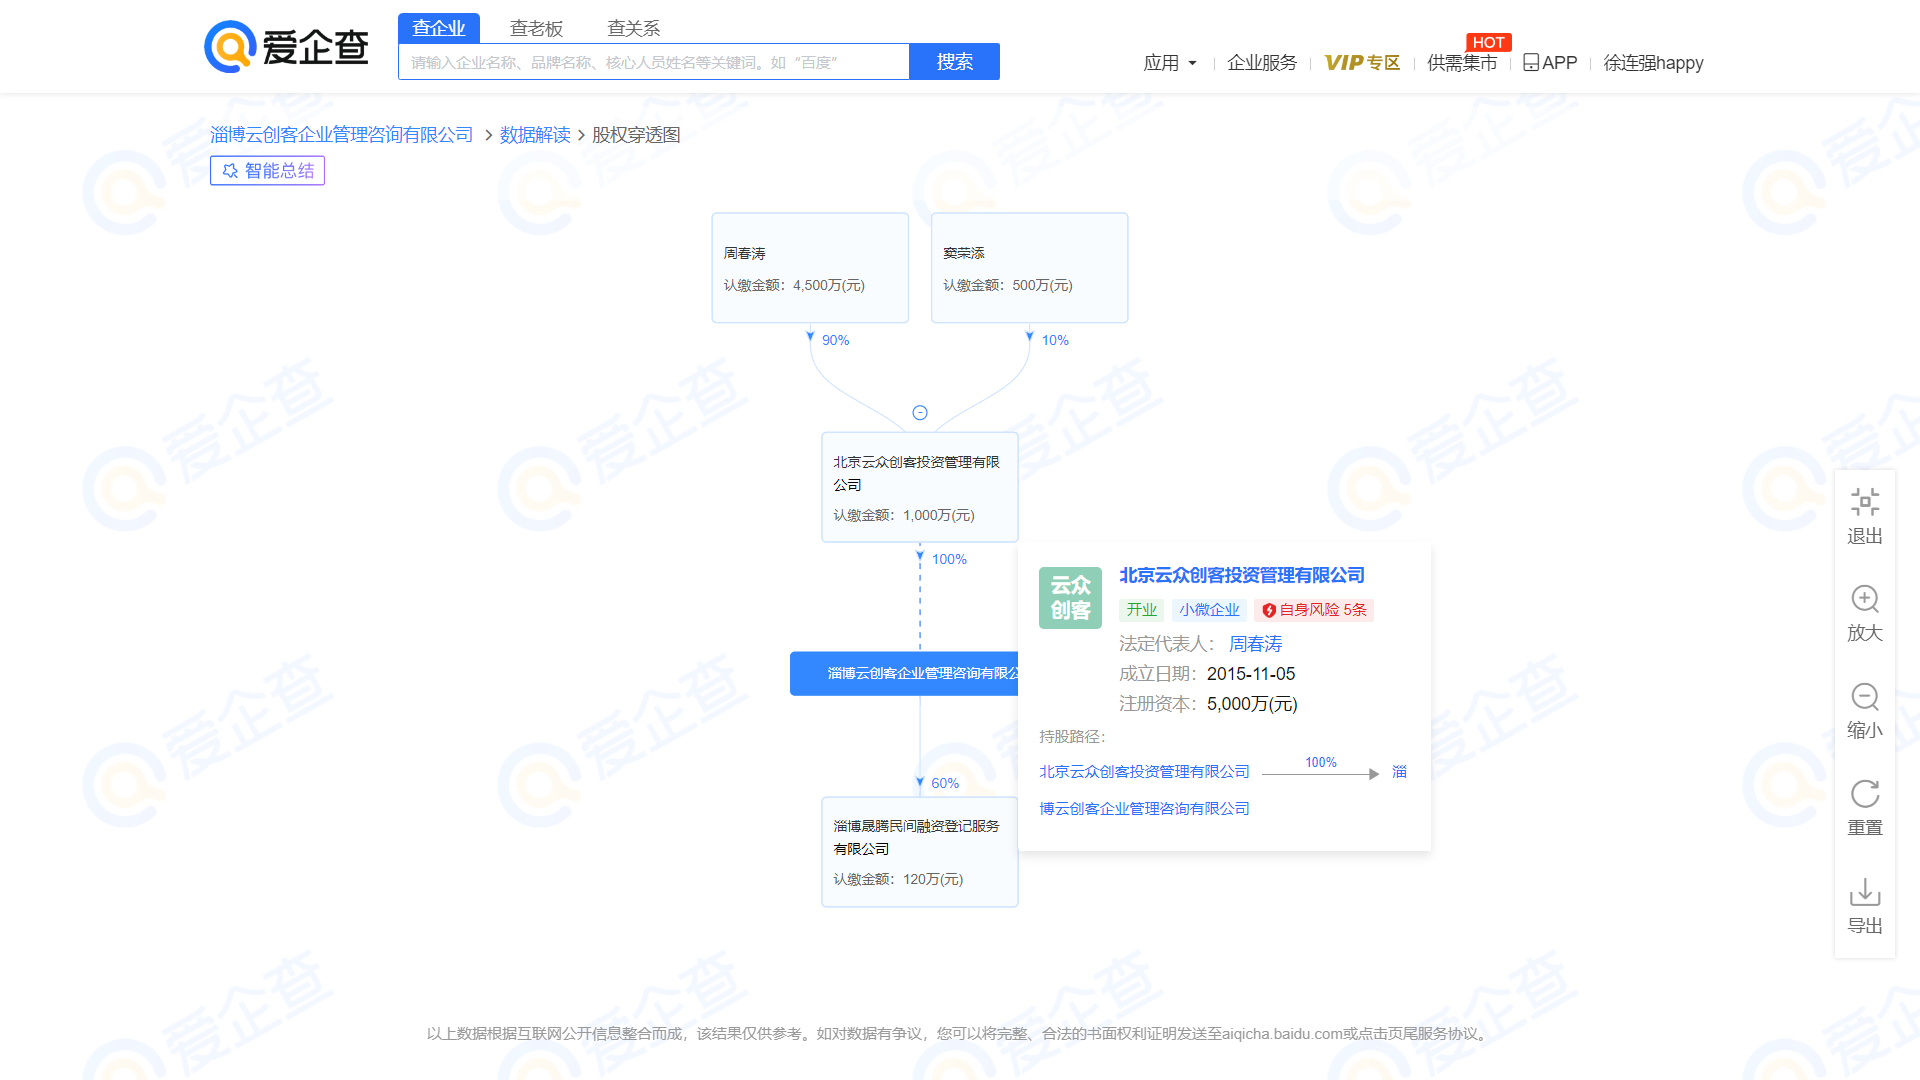 爱企查
查企业 查老板 查关系
请输入企业名称、品牌名称、核心人员姓名等关键词。如“百度” 搜索
应用 企业服务 VIP专区 供需集市 HOT APP 徐连强happy
淄博云创客企业管理咨询有限公司 > 数据解读 > 股权穿透图
智能总结
周春涛
认缴金额：4,500万(元)
窦荣添
认缴金额：500万(元)
90%
10%
北京云众创客投资管理有限
公司
认缴金额：1,000万(元)
100%
淄博云创客企业管理咨询有限公
60%
淄博晟腾民间融资登记服务
有限公司
认缴金额：120万(元)
云众
创客
北京云众创客投资管理有限公司
开业 小微企业 自身风险 5条
法定代表人： 周春涛
成立日期：2015-11-05
注册资本：5,000万(元)
持股路径：
北京云众创客投资管理有限公司 100% 淄
博云创客企业管理咨询有限公司
退出
放大
缩小
重置
导出
以上数据根据互联网公开信息整合而成，该结果仅供参考。如对数据有争议，您可以将完整、合法的书面权利证明发送至aiqicha.baidu.com或点击页尾服务协议。